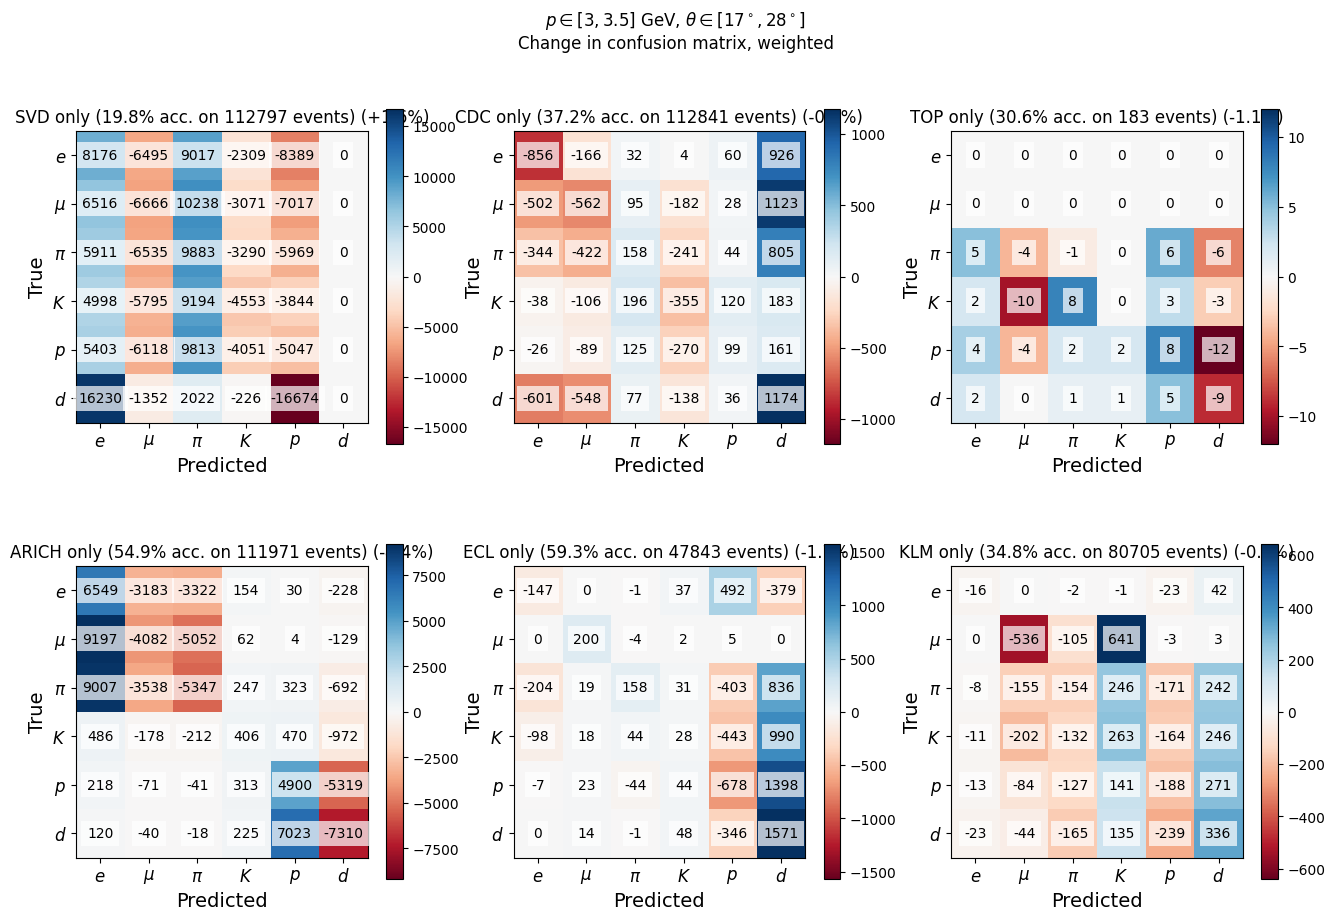 p ∈ [3, 3.5] GeV, θ ∈ [17°, 28°]
Change in confusion matrix, weighted
SVD only (19.8% acc. on 112797 events)
e 8176 -6495 9017 -2309 -8389 0
μ 6516 -6666 10238 -3071 -7017 0
π 5911 -6535 9883 -3290 -5969 0
K 4998 -5795 9194 -4553 -3844 0
p 5403 -6118 9813 -4051 -5047 0
d 16230 -1352 2022 -226 -16674 0
e μ π K p d
Predicted
True
15000
10000
5000
0
−5000
−10000
−15000
CDC only (37.2% acc. on 112841 events)
e -856 -166 32 4 60 926
μ -502 -562 95 -182 28 1123
π -344 -422 158 -241 44 805
K -38 -106 196 -355 120 183
p -26 -89 125 -270 99 161
d -601 -548 77 -138 36 1174
e μ π K p d
Predicted
True
1000
500
0
−500
−1000
TOP only (30.6% acc. on 183 events)
e 0 0 0 0 0 0
μ 0 0 0 0 0 0
π 5 -4 -1 0 6 -6
K 2 -10 8 0 3 -3
p 4 -4 2 2 8 -12
d 2 0 1 1 5 -9
e μ π K p d
Predicted
True
10
5
0
−5
−10
ARICH only (54.9% acc. on 111971 events)
e 6549 -3183 -3322 154 30 -228
μ 9197 -4082 -5052 62 4 -129
π 9007 -3538 -5347 247 323 -692
K 486 -178 -212 406 470 -972
p 218 -71 -41 313 4900 -5319
d 120 -40 -18 225 7023 -7310
e μ π K p d
Predicted
True
7500
5000
2500
0
−2500
−5000
−7500
ECL only (59.3% acc. on 47843 events)
e -147 0 -1 37 492 -379
μ 0 200 -4 2 5 0
π -204 19 158 31 -403 836
K -98 18 44 28 -443 990
p -7 23 -44 44 -678 1398
d 0 14 -1 48 -346 1571
e μ π K p d
Predicted
True
1500
1000
500
0
−500
−1000
−1500
KLM only (34.8% acc. on 80705 events)
e -16 0 -2 -1 -23 42
μ 0 -536 -105 641 -3 3
π -8 -155 -154 246 -171 242
K -11 -202 -132 263 -164 246
p -13 -84 -127 141 -188 271
d -23 -44 -165 135 -239 336
e μ π K p d
Predicted
True
600
400
200
0
−200
−400
−600